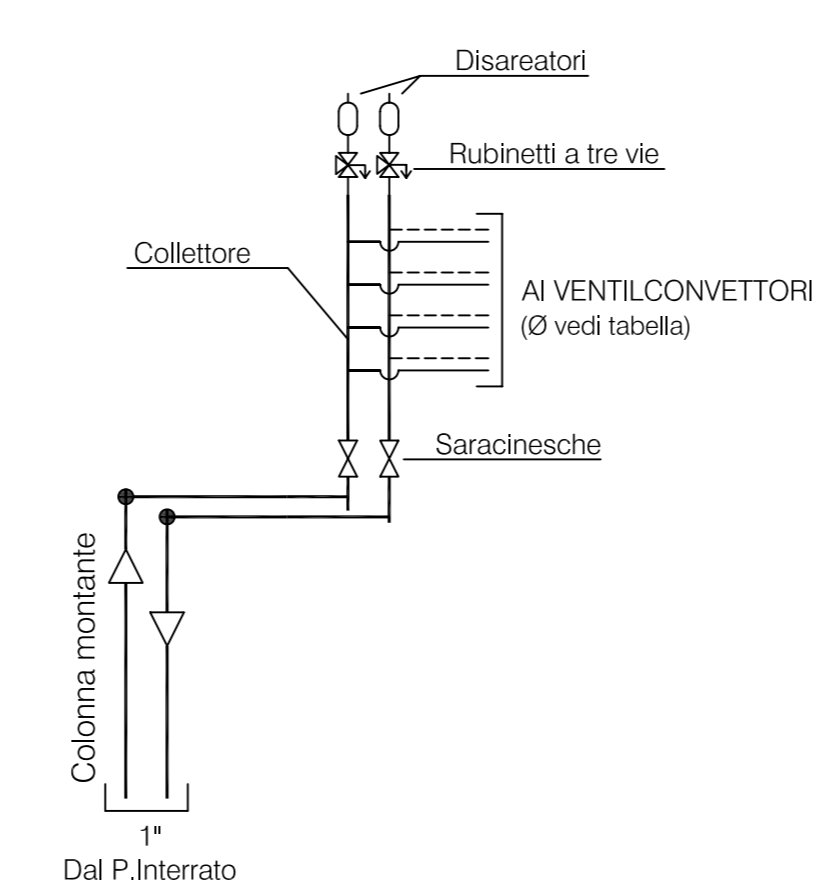 Disareatori
Rubinetti a tre vie
Collettore
AI VENTILCONVETTORI
(Ø vedi tabella)
Saracinesche
Colonna montante
1"
Dal P.Interrato